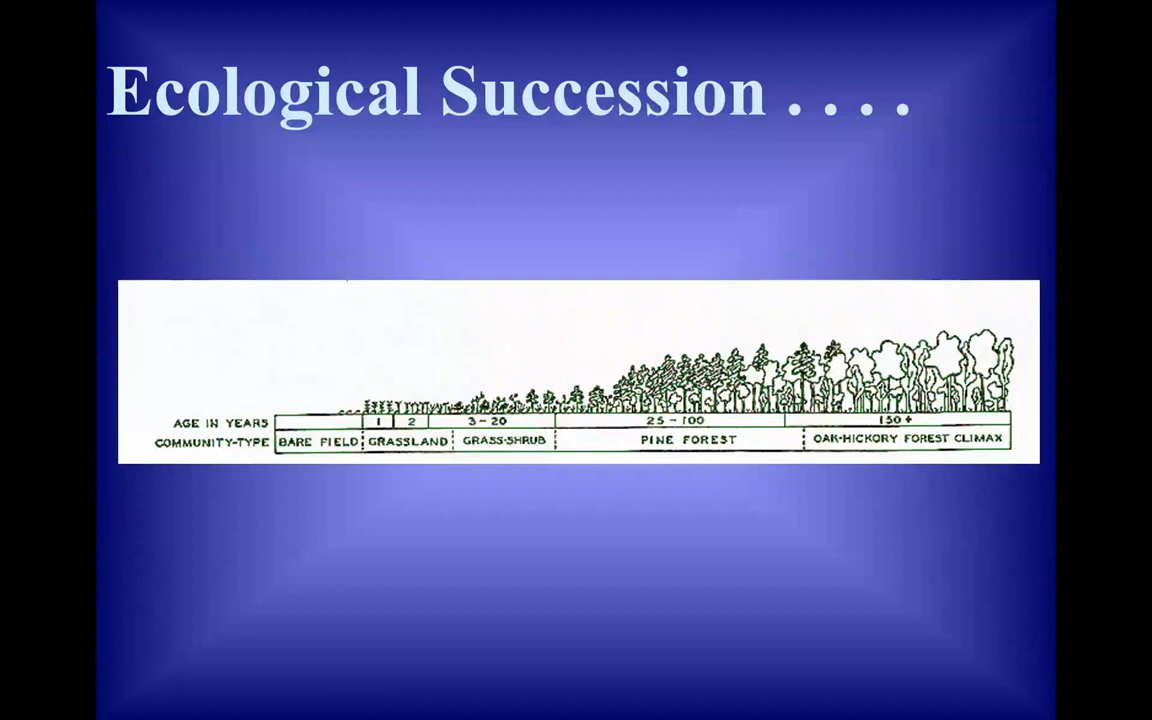 Ecological Succession . . . .
AGE IN YEARS 1 2 3-20 25-100 150+
COMMUNITY-TYPE BARE FIELD GRASSLAND GRASS-SHRUB PINE FOREST OAK-HICKORY FOREST CLIMAX